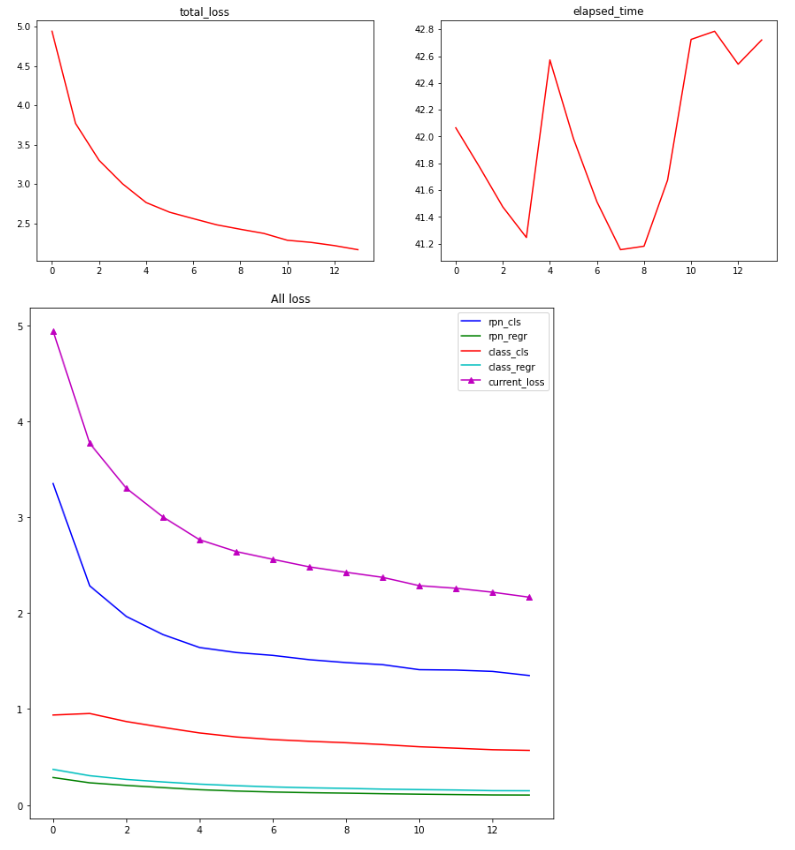 total_loss
5.0
4.5
4.0
3.5
3.0
2.5
0 2 4 6 8 10 12
elapsed_time
42.8
42.6
42.4
42.2
42.0
41.8
41.6
41.4
41.2
0 2 4 6 8 10 12
All loss
5
4
3
2
1
0
0 2 4 6 8 10 12
rpn_cls
rpn_regr
class_cls
class_regr
current_loss